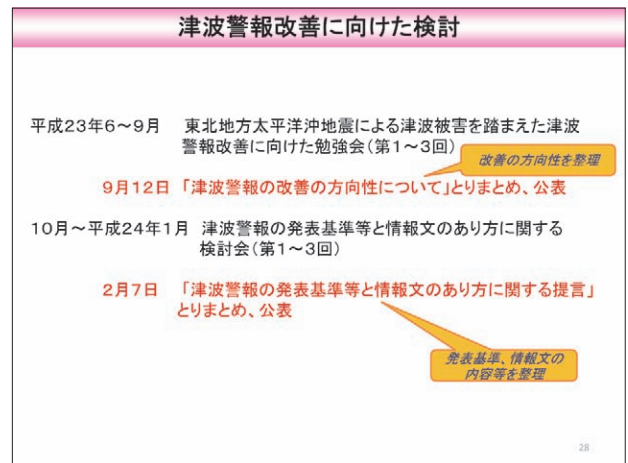 津波警報改善に向けた検討
平成23年6～9月　東北地方太平洋沖地震による津波被害を踏まえた津波
警報改善に向けた勉強会（第1～3回）
改善の方向性を整理
9月12日「津波警報の改善の方向性について」とりまとめ、公表
10月～平成24年1月　津波警報の発表基準等と情報文のあり方に関する
検討会（第1～3回）
2月7日　「津波警報の発表基準等と情報文のあり方に関する提言」
とりまとめ、公表
発表基準、情報文の
内容等を整理
28